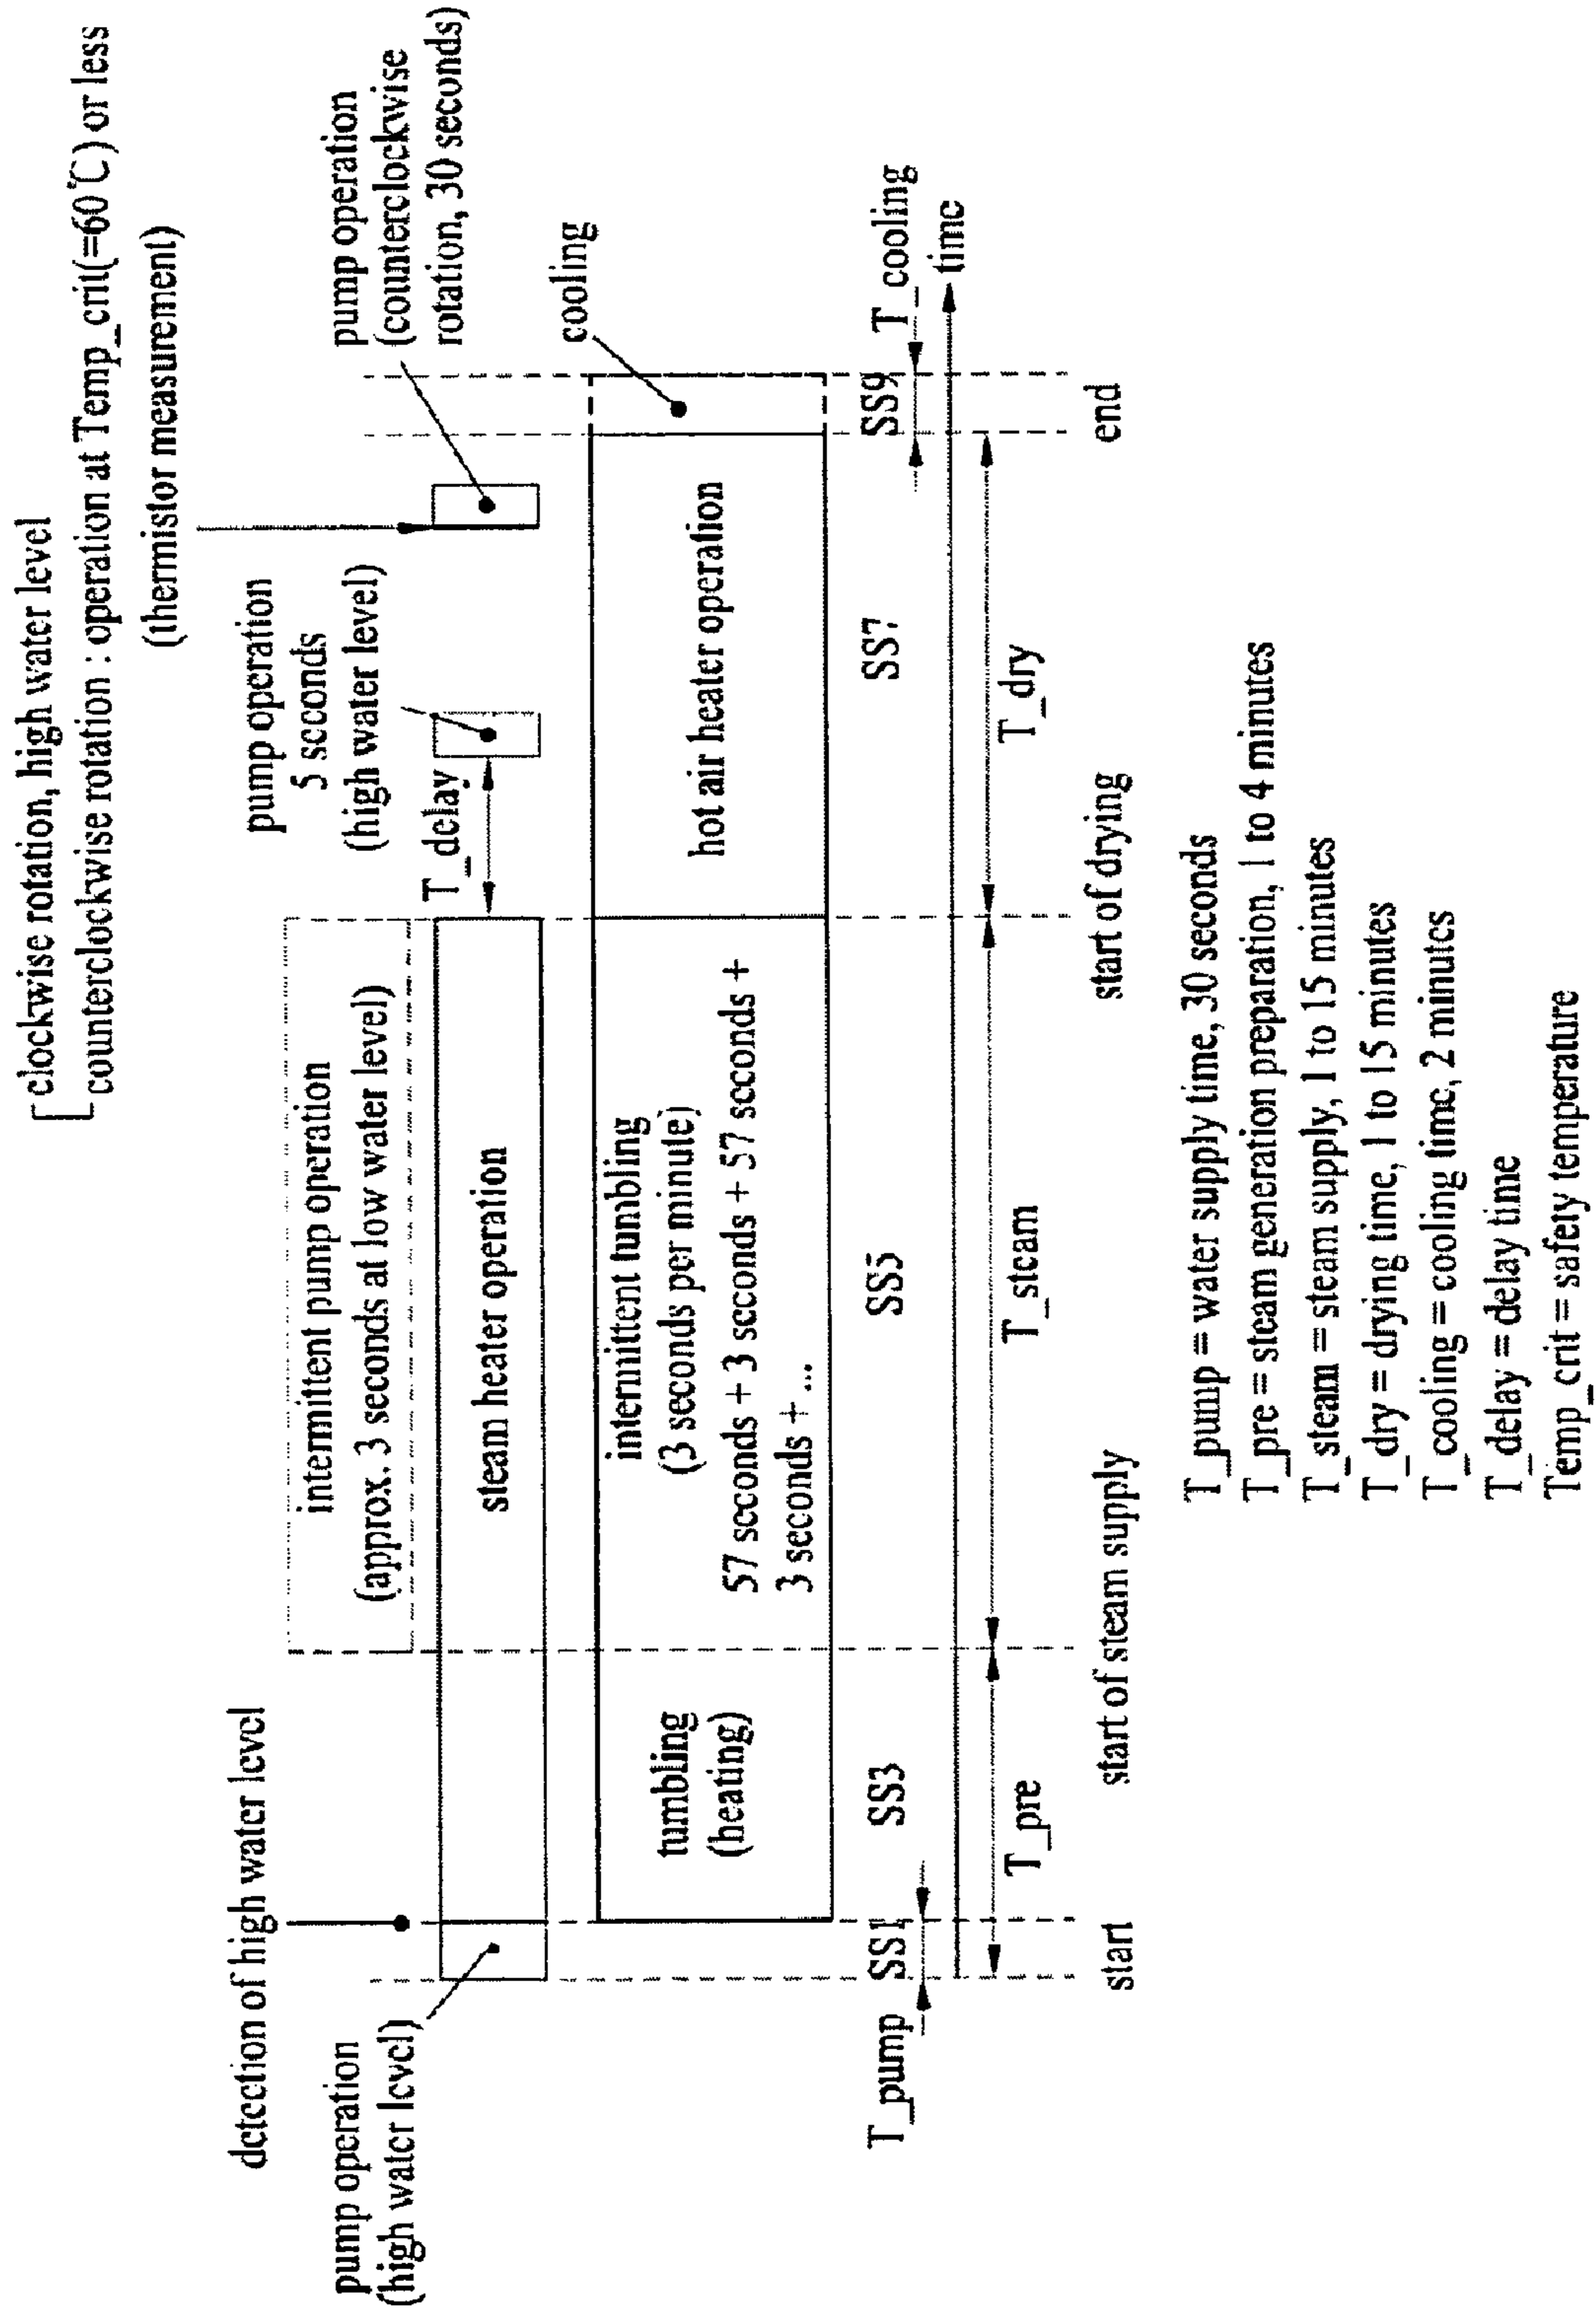 clockwise rotation, high water level
counterclockwise rotation : operation at Temp_crit(=60℃) or less
(thermistor measurement)
detection of high water level
pump operation
(high water level)
intermittent pump operation
(approx. 3 seconds at low water level)
pump operation
5 seconds
(high water level)
pump operation
(counterclockwise
rotation, 30 seconds)
T_delay
steam heater operation
cooling
tumbling
(heating)
intermittent tumbling
(3 seconds per minute)
57 seconds + 3 seconds + 57 seconds +
3 seconds + ...
hot air heater operation
T_pump
SS1
SS3
SS5
SS7
SS9
T_cooling
time
T_pre
T_steam
T_dry
start
start of steam supply
start of drying
end
T_pump = water supply time, 30 seconds
T_pre = steam generation preparation, 1 to 4 minutes
T_steam = steam supply, 1 to 15 minutes
T_dry = drying time, 1 to 15 minutes
T_cooling = cooling time, 2 minutes
T_delay = delay time
Temp_crit = safety temperature